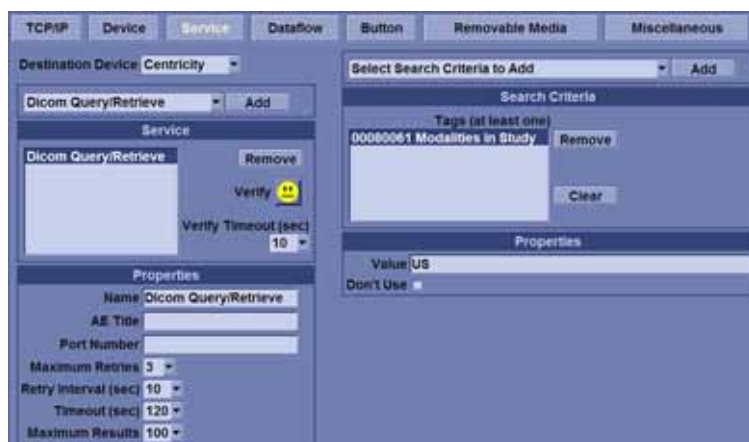 TCP/IP Device Service Dataflow Button Removable Media Miscellaneous
Destination Device Centricity
Dicom Query/Retrieve Add
Service
Dicom Query/Retrieve
Remove
Verify
Verify Timeout (sec)
10
Properties
Name Dicom Query/Retrieve
AE Title
Port Number
Maximum Retries 3
Retry Interval (sec) 10
Timeout (sec) 120
Maximum Results 100
Select Search Criteria to Add Add
Search Criteria
Tags (at least one)
00080061 Modalities in Study
Remove
Clear
Properties
Value US
Don't Use